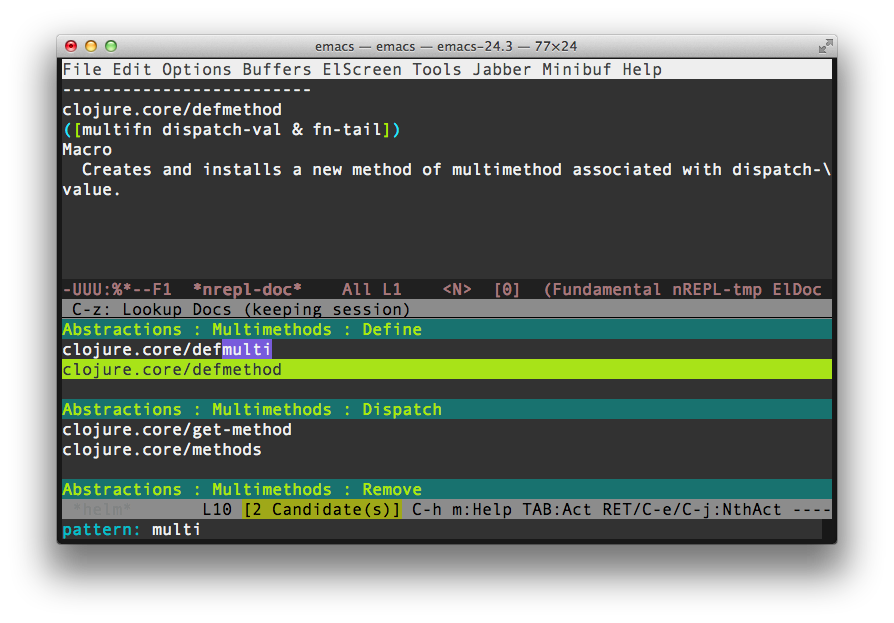 emacs — emacs — emacs-24.3 — 77×24
File Edit Options Buffers ElScreen Tools Jabber Minibuf Help
-------------------------
clojure.core/defmethod
([multifn dispatch-val & fn-tail])
Macro
  Creates and installs a new method of multimethod associated with dispatch-\
value.
-UUU:%*--F1  *nrepl-doc*    All L1    <N>  [0]  (Fundamental nREPL-tmp ElDoc
 C-z: Lookup Docs (keeping session)
Abstractions : Multimethods : Define
clojure.core/defmulti
clojure.core/defmethod
Abstractions : Multimethods : Dispatch
clojure.core/get-method
clojure.core/methods
Abstractions : Multimethods : Remove
 *helm*       L10 [2 Candidate(s)] C-h m:Help TAB:Act RET/C-e/C-j:NthAct ----
pattern: multi